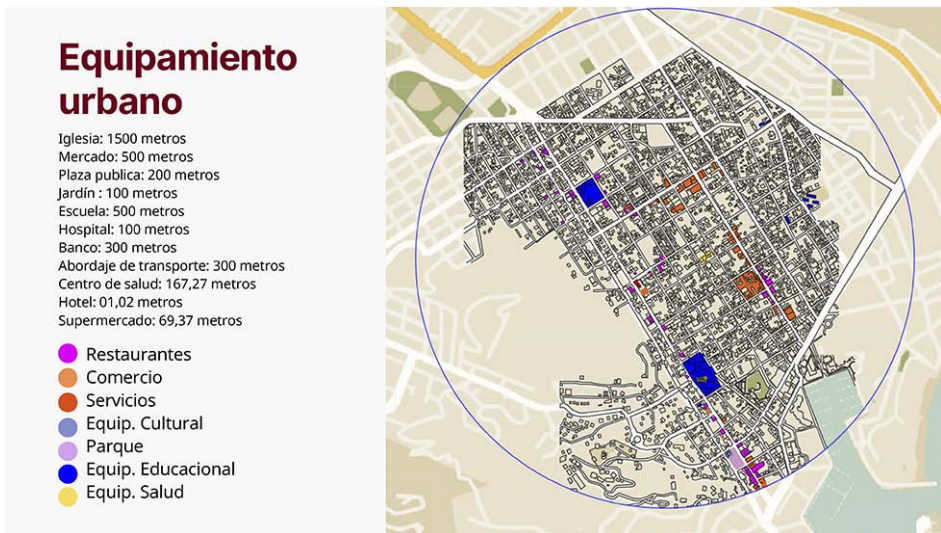 Equipamiento
urbano
Iglesia: 1500 metros
Mercado: 500 metros
Plaza publica: 200 metros
Jardín : 100 metros
Escuela: 500 metros
Hospital: 100 metros
Banco: 300 metros
Abordaje de transporte: 300 metros
Centro de salud: 167,27 metros
Hotel: 01,02 metros
Supermercado: 69,37 metros
Restaurantes
Comercio
Servicios
Equip. Cultural
Parque
Equip. Educacional
Equip. Salud